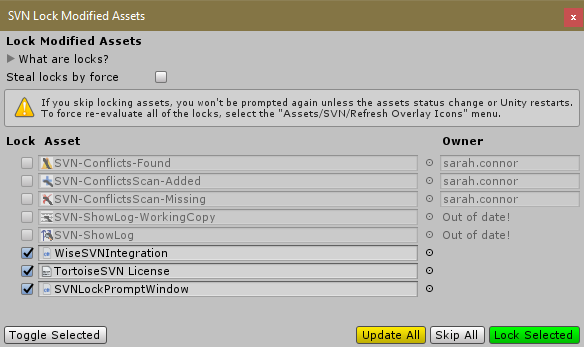 SVN Lock Modified Assets
x
Lock Modified Assets
What are locks?
Steal locks by force
If you skip locking assets, you won't be prompted again unless the assets status change or Unity restarts.
To force re-evaluate all of the locks, select the "Assets/SVN/Refresh Overlay Icons" menu.
Lock Asset Owner
SVN-Conflicts-Found sarah.connor
SVN-ConflictsScan-Added sarah.connor
SVN-ConflictsScan-Missing sarah.connor
SVN-ShowLog-WorkingCopy Out of date!
SVN-ShowLog Out of date!
WiseSVNIntegration
TortoiseSVN License
SVNLockPromptWindow
Toggle Selected Update All Skip All Lock Selected